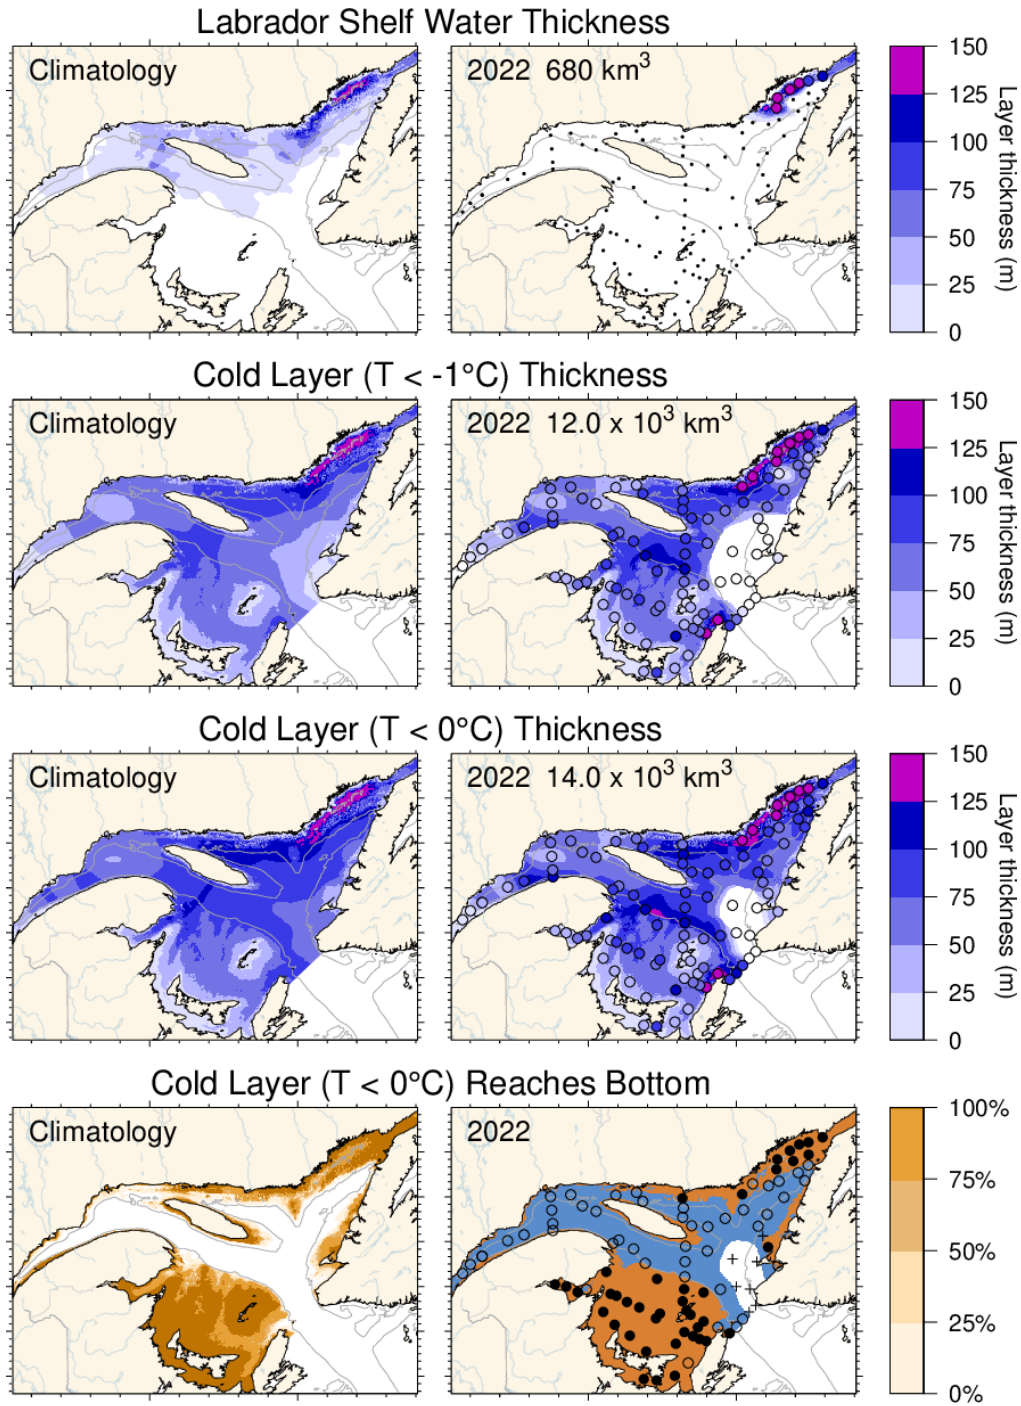 Labrador Shelf Water Thickness
Climatology
2022 680 km³
150
125
100
75
50
25
0
Layer thickness (m)
Cold Layer (T < -1°C) Thickness
Climatology
2022 12.0 x 10³ km³
150
125
100
75
50
25
0
Layer thickness (m)
Cold Layer (T < 0°C) Thickness
Climatology
2022 14.0 x 10³ km³
150
125
100
75
50
25
0
Layer thickness (m)
Cold Layer (T < 0°C) Reaches Bottom
Climatology
2022
100%
75%
50%
25%
0%